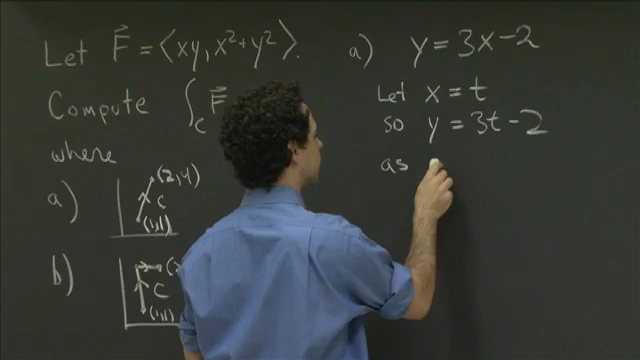 Let F⃗ = ⟨xy, x² + y²⟩.
Compute ∫_C F⃗
where
a)
(2,4)
C
(1,1)
b)
C
(1,1)
a) y = 3x - 2
Let x = t
so y = 3t - 2
as